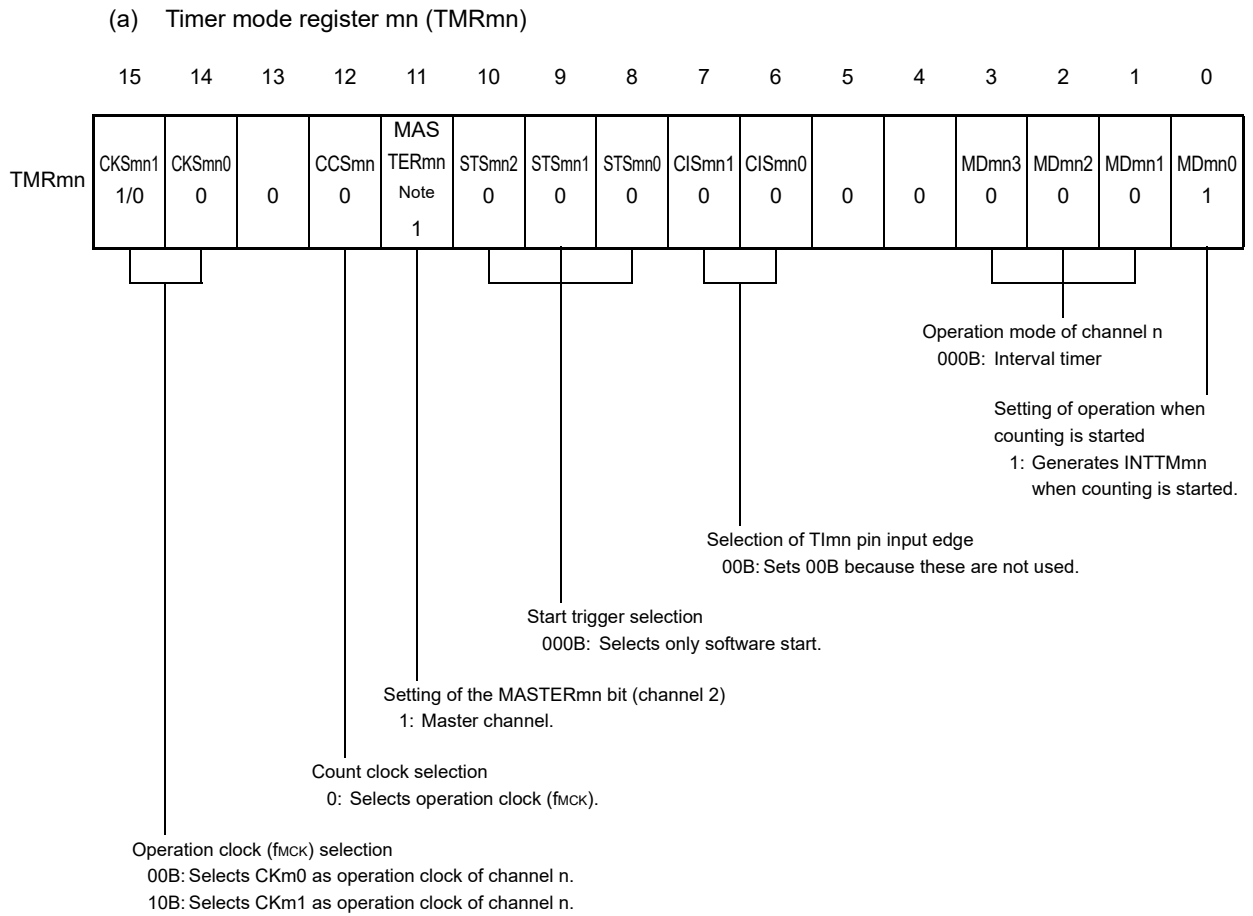 (a) Timer mode register mn (TMRmn)
15 14 13 12 11 10 9 8 7 6 5 4 3 2 1 0
TMRmn
CKSmn1 CKSmn0 CCSmn MAS TERmn Note STSmn2 STSmn1 STSmn0 CISmn1 CISmn0 MDmn3 MDmn2 MDmn1 MDmn0
1/0 0 0 0 1 0 0 0 0 0 0 0 0 0 0 1
Operation mode of channel n
000B: Interval timer
Setting of operation when
counting is started
1: Generates INTTMmn
when counting is started.
Selection of TImn pin input edge
00B: Sets 00B because these are not used.
Start trigger selection
000B: Selects only software start.
Setting of the MASTERmn bit (channel 2)
1: Master channel.
Count clock selection
0: Selects operation clock (fMCK).
Operation clock (fMCK) selection
00B: Selects CKm0 as operation clock of channel n.
10B: Selects CKm1 as operation clock of channel n.